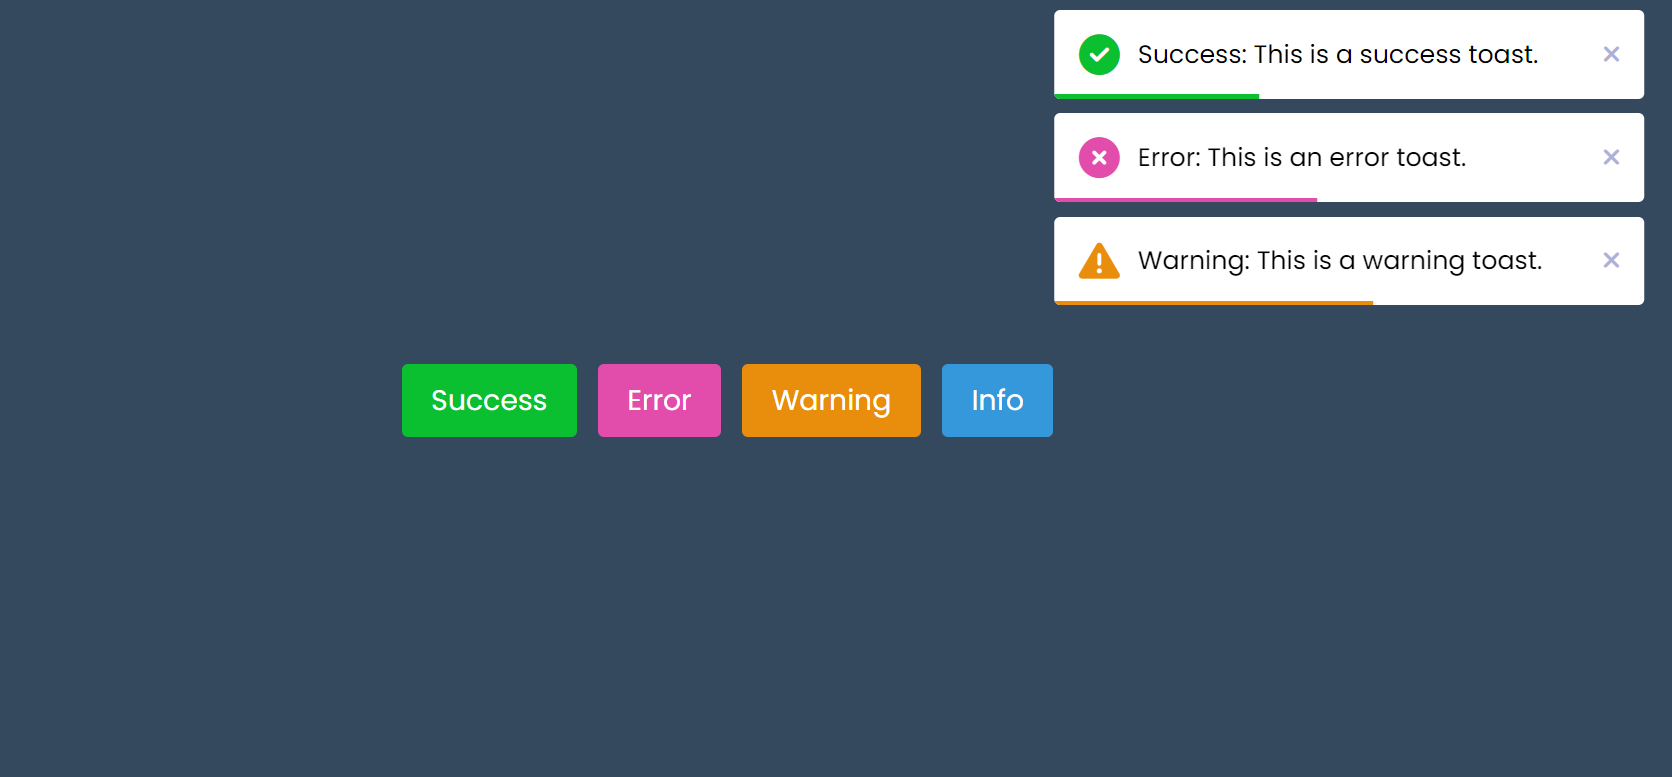 Success: This is a success toast.
Error: This is an error toast.
Warning: This is a warning toast.
Success
Error
Warning
Info